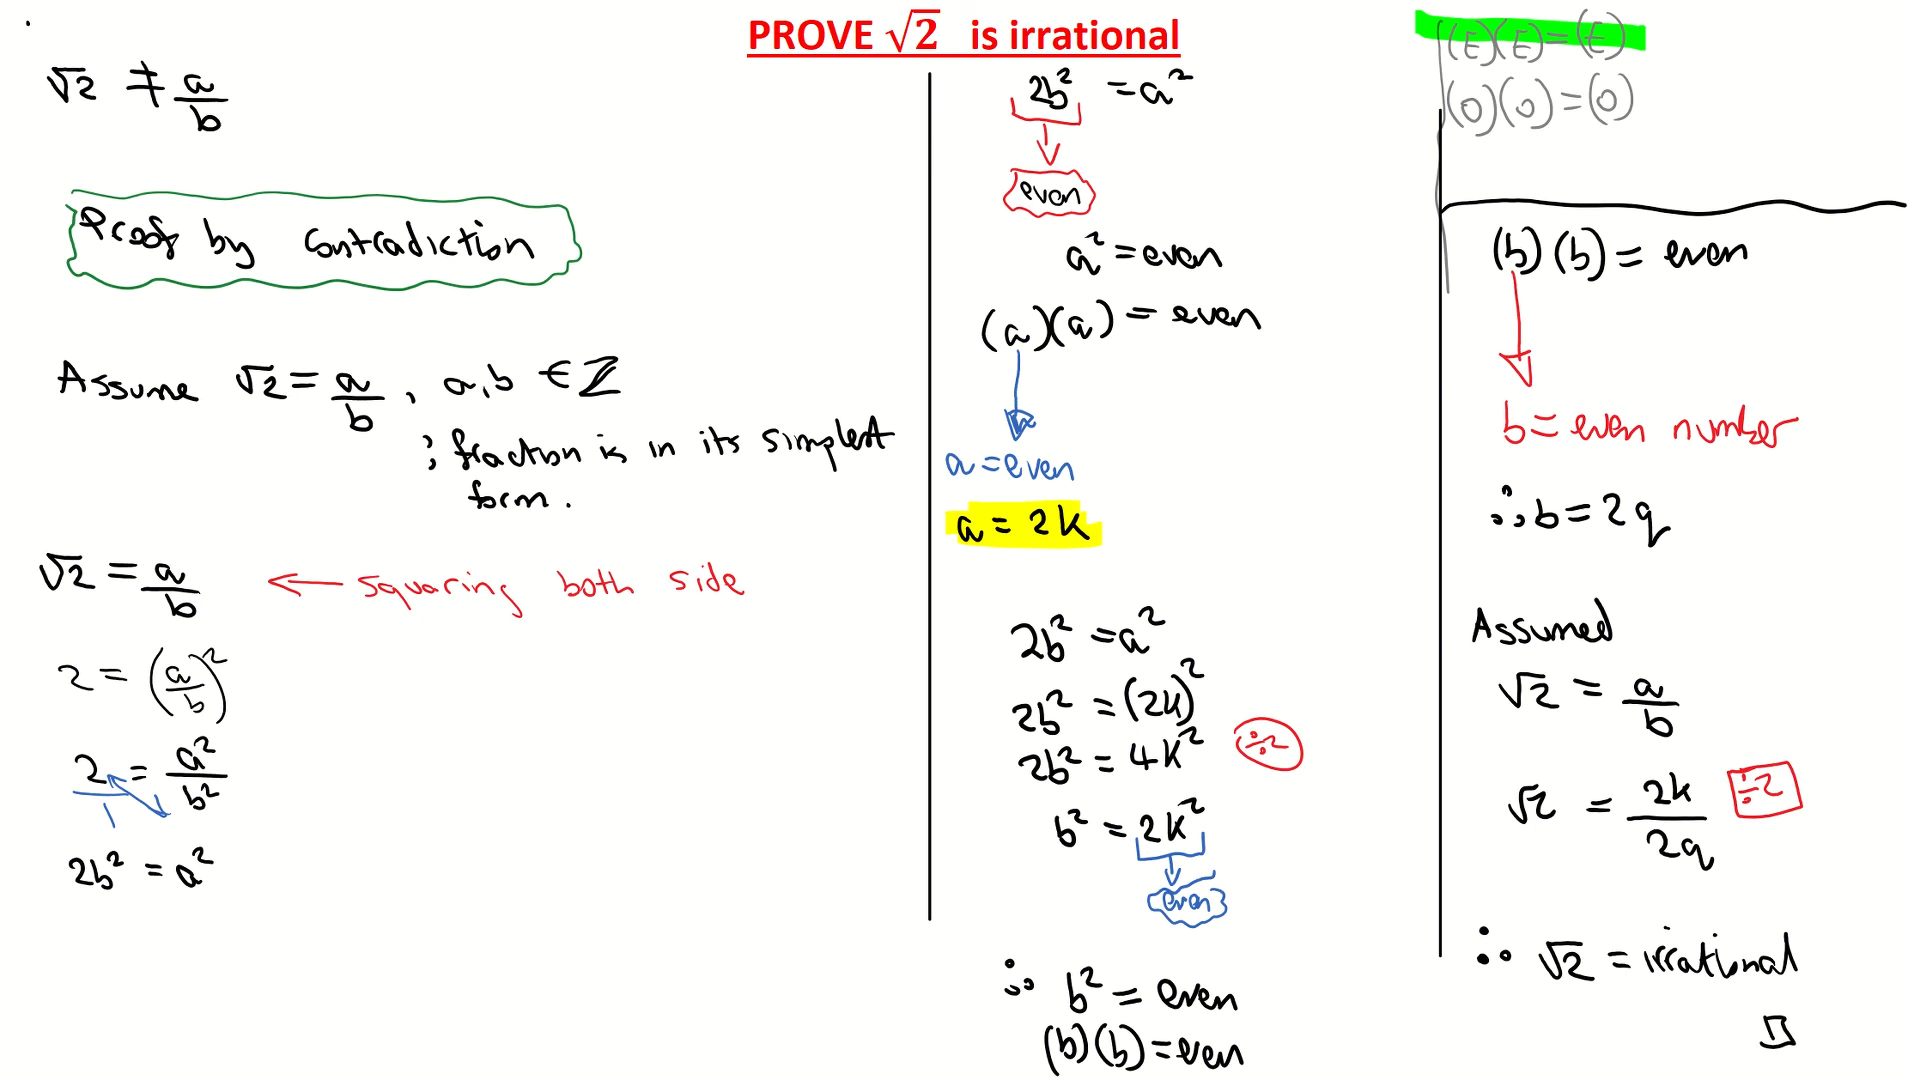 PROVE √2 is irrational
√2 ≠ a/b
Proof by Contradiction
Assume √2 = a/b , a,b ∈ ℤ
; fraction is in its simplest
form.
√2 = a/b ← squaring both side
2 = (a/b)²
2/1 = a²/b²
2b² = a²
2b² = a²
even
a² = even
(a)(a) = even
a = even
a = 2k
2b² = a²
2b² = (2k)²
2b² = 4k² ÷2
b² = 2k²
even
∴ b² = even
(b)(b) = even
(E)(E) = (E)
(O)(O) = (O)
(b)(b) = even
b = even number
∴ b = 2q
Assumed
√2 = a/b
√2 = 2k/2q ÷2
∴ √2 = irrational